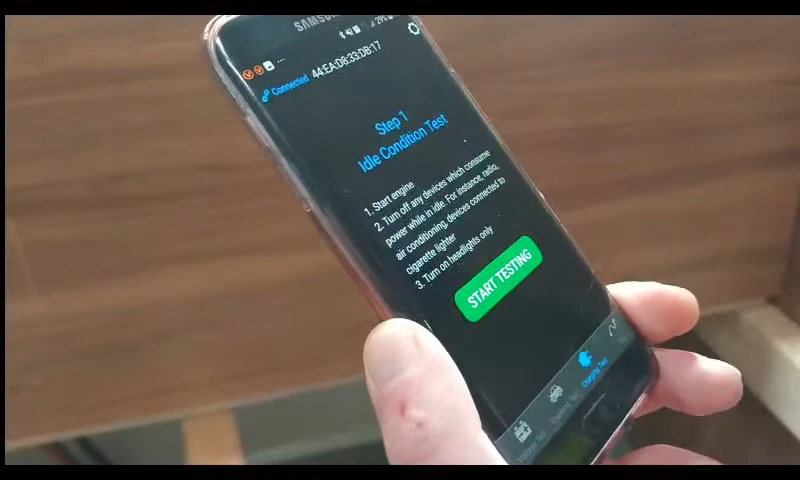 SAMSUNG
29%
Connected 44:EA:D8:33:DB:17
Step 1
Idle Condition Test
1. Start engine
2. Turn off any devices which consume
power while in idle. For instance, radio,
air conditioning, devices connected to
cigarette lighter
3. Turn on headlights only
START TESTING
Charging Test